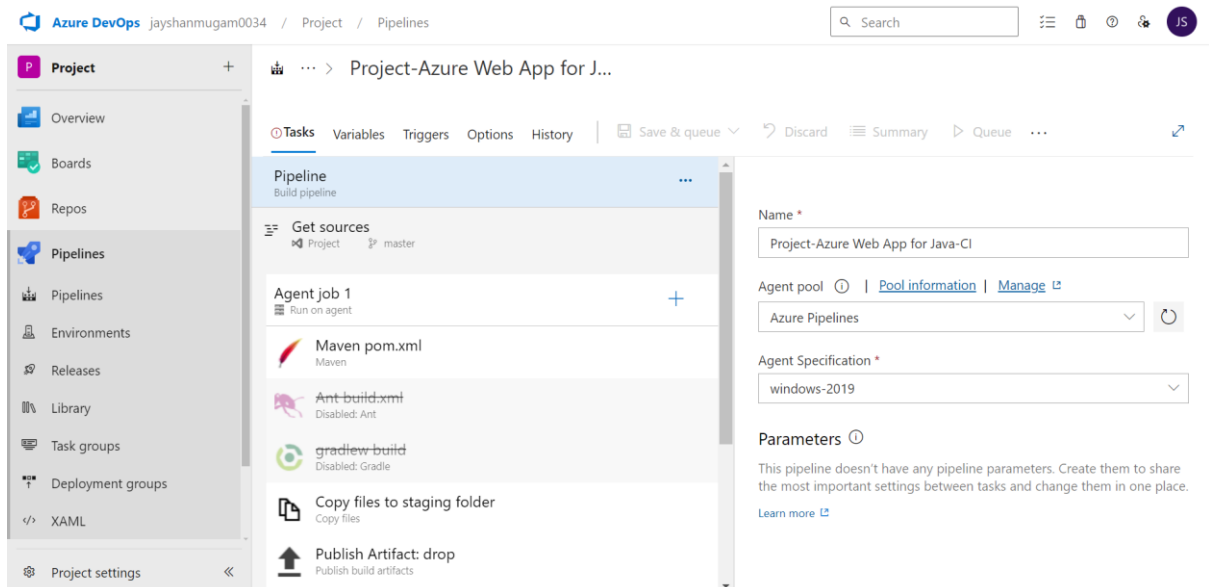 Azure DevOps jayshanmugam0034 / Project / Pipelines
Search
JS
P Project
Overview
Boards
Repos
Pipelines
Pipelines
Environments
Releases
Library
Task groups
Deployment groups
XAML
Project settings
... > Project-Azure Web App for J...
Tasks Variables Triggers Options History Save & queue Discard Summary Queue ...
Pipeline
Build pipeline
Get sources
Project master
Agent job 1
Run on agent
Maven pom.xml
Maven
Ant build.xml
Disabled: Ant
gradlew build
Disabled: Gradle
Copy files to staging folder
Copy files
Publish Artifact: drop
Publish build artifacts
Name *
Project-Azure Web App for Java-CI
Agent pool | Pool information | Manage
Azure Pipelines
Agent Specification *
windows-2019
Parameters
This pipeline doesn't have any pipeline parameters. Create them to share
the most important settings between tasks and change them in one place.
Learn more